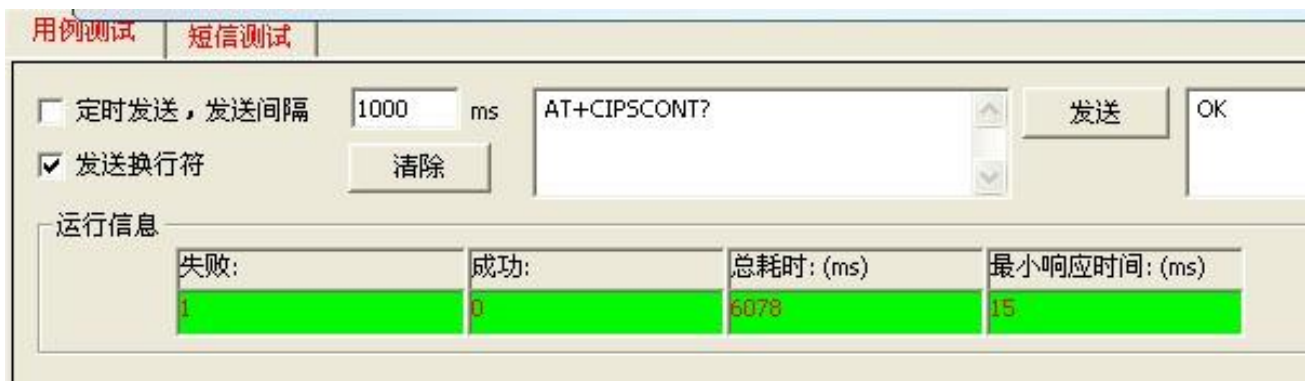 用例测试 短信测试
定时发送，发送间隔 1000 ms AT+CIPSCONT? 发送 OK
发送换行符 清除
运行信息
失败: 成功: 总耗时: (ms) 最小响应时间: (ms)
1 0 6078 15